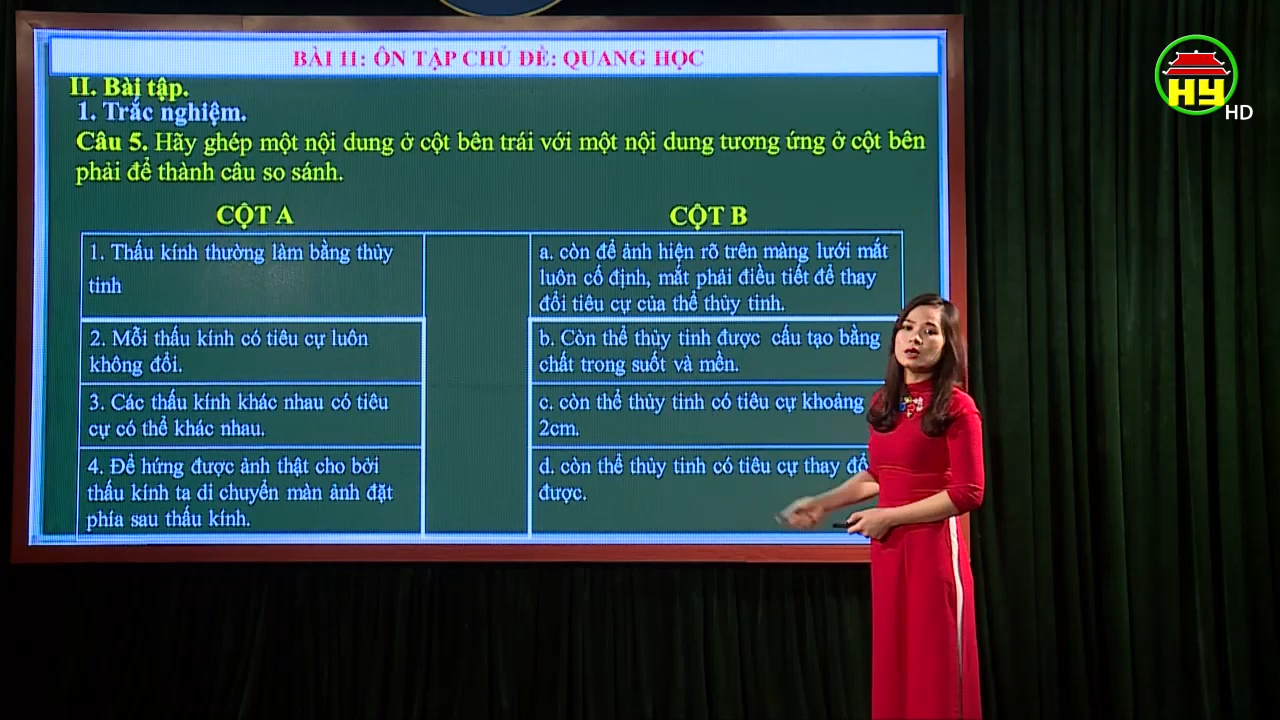 BÀI 11: ÔN TẬP CHỦ ĐỀ: QUANG HỌC
II. Bài tập.
1. Trắc nghiệm.
Câu 5. Hãy ghép một nội dung ở cột bên trái với một nội dung tương ứng ở cột bên
phải để thành câu so sánh.
CỘT A
1. Thấu kính thường làm bằng thủy
tinh
2. Mỗi thấu kính có tiêu cự luôn
không đổi.
3. Các thấu kính khác nhau có tiêu
cự có thể khác nhau.
4. Để hứng được ảnh thật cho bởi
thấu kính ta di chuyển màn ảnh đặt
phía sau thấu kính.
CỘT B
a. còn để ảnh hiện rõ trên màng lưới mắt
luôn cố định, mắt phải điều tiết để thay
đổi tiêu cự của thể thủy tinh.
b. Còn thể thủy tinh được cấu tạo bằng
chất trong suốt và mền.
c. còn thể thủy tinh có tiêu cự khoảng
2cm.
d. còn thể thủy tinh có tiêu cự thay
được.
HY
HD